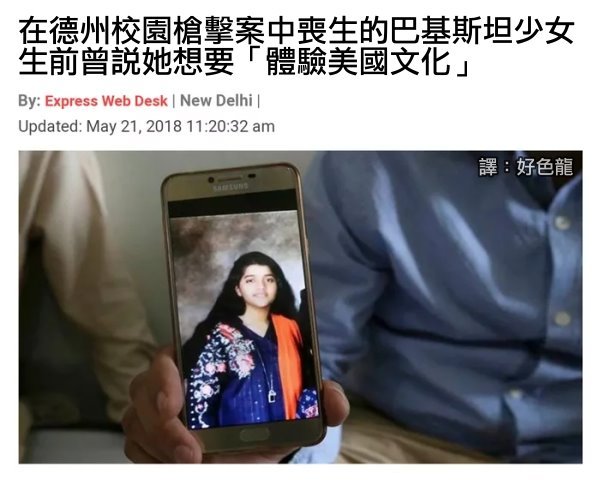 在德州校園槍擊案中喪生的巴基斯坦少女
生前曾説她想要「體驗美國文化」
By: Express Web Desk | New Delhi |
Updated: May 21, 2018 11:20:32 am
譯：好色龍
SAMSUNG